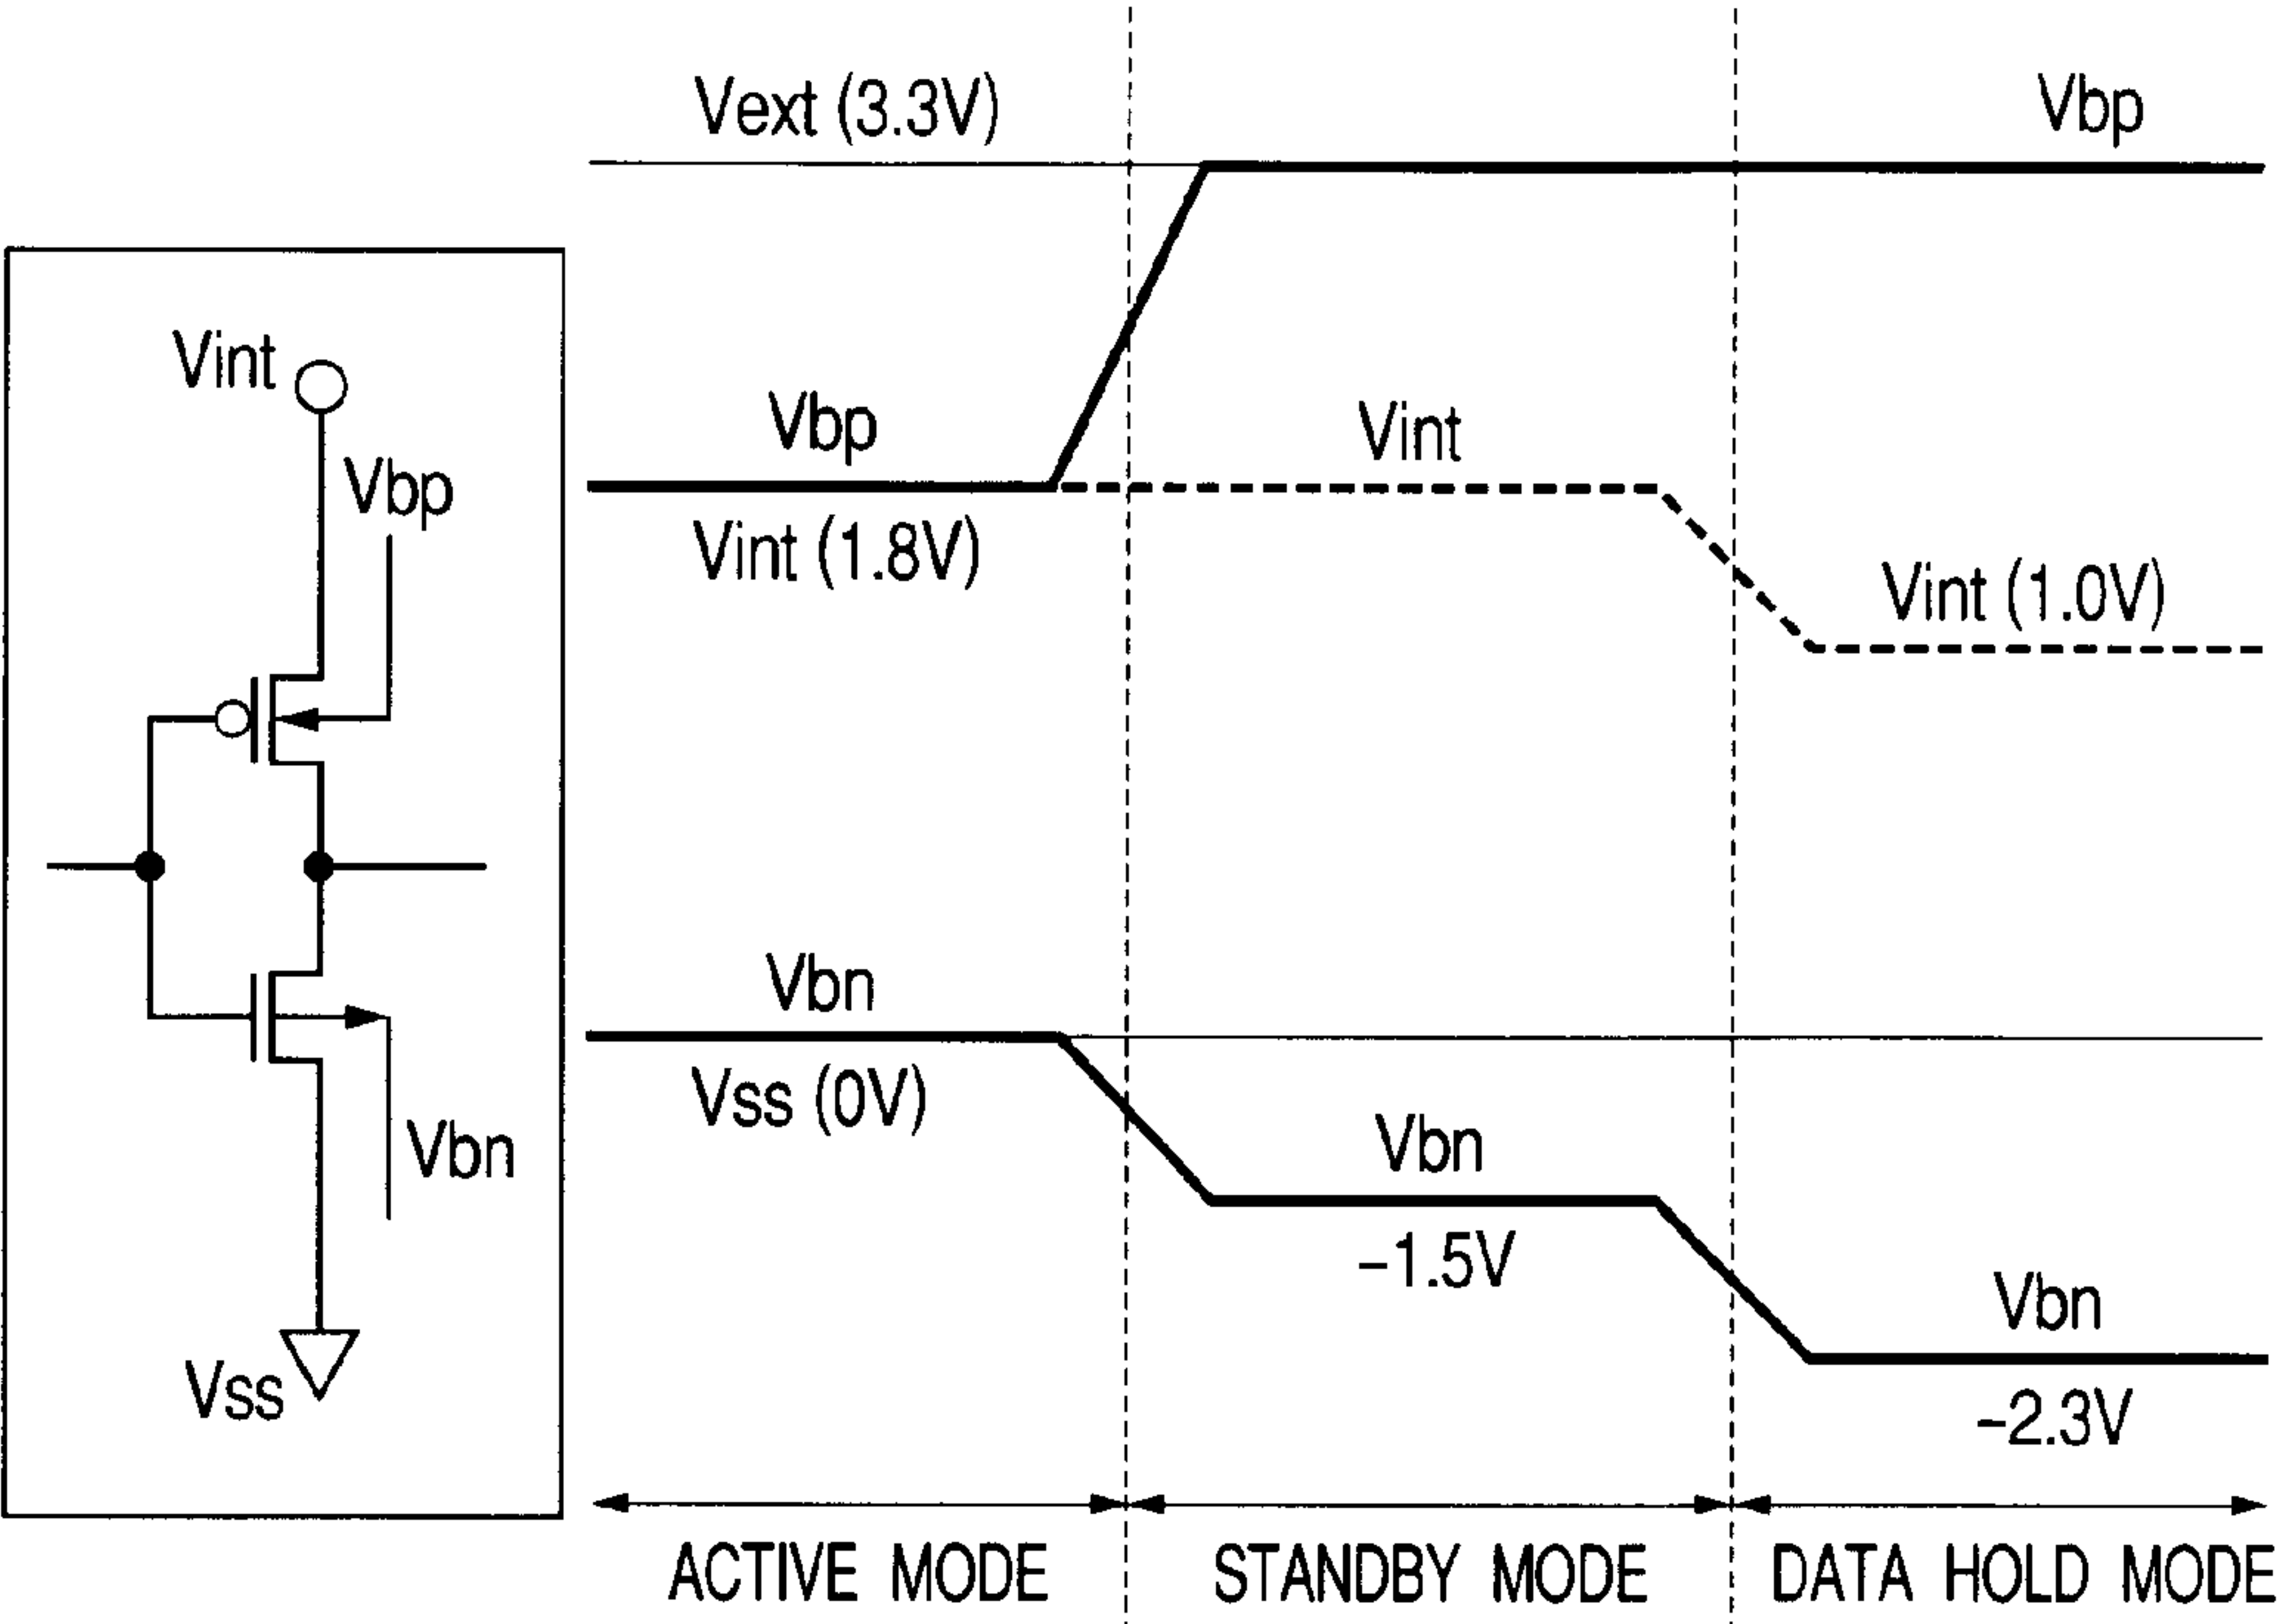 Vext (3.3V)
Vbp
Vint
Vbp
Vbp
Vint
Vint (1.8V)
Vint (1.0V)
Vbn
Vss (0V)
Vbn
Vbn
-1.5V
Vbn
Vss
-2.3V
ACTIVE MODE
STANDBY MODE
DATA HOLD MODE